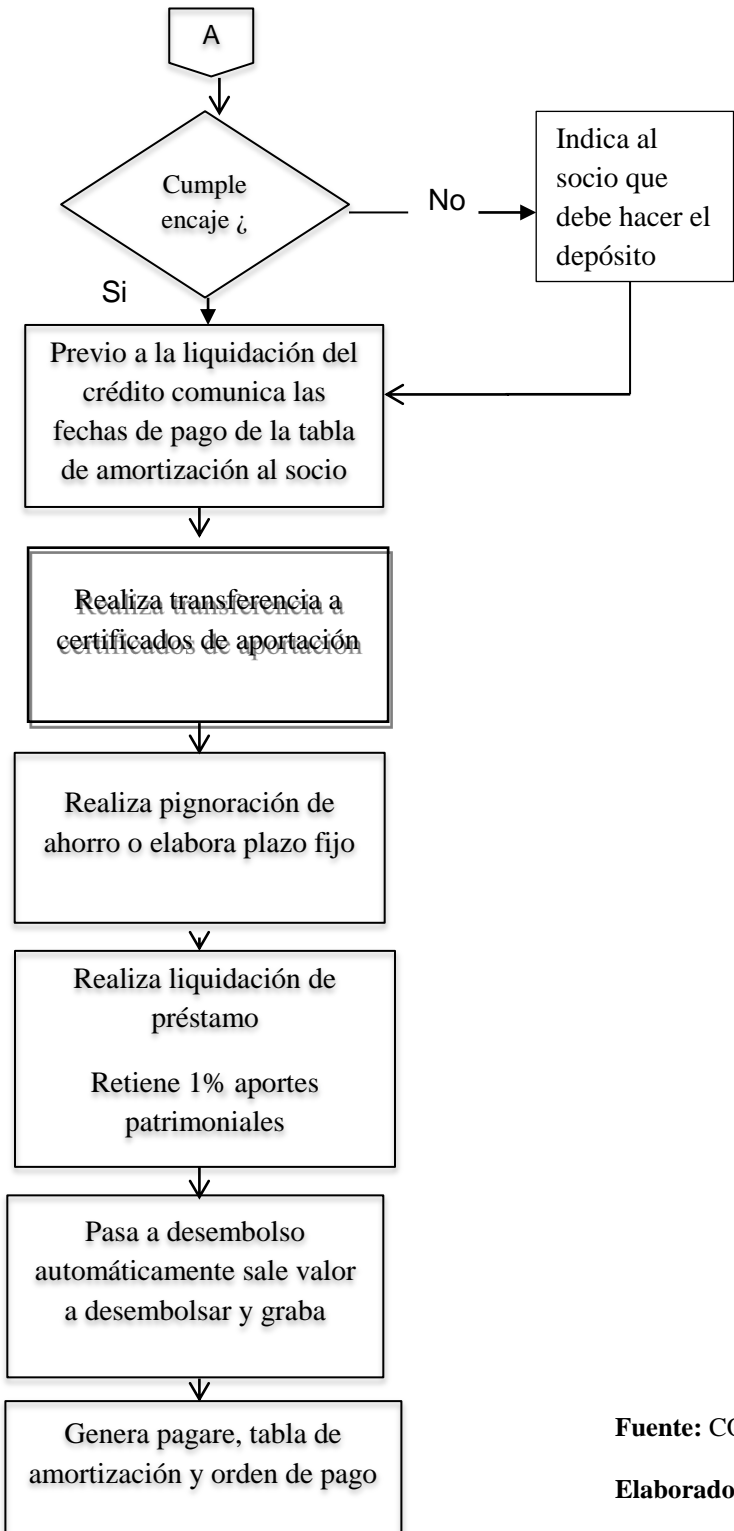 A
Cumple
encaje ¿
No
Indica al
socio que
debe hacer el
depósito
Si
Previo a la liquidación del
crédito comunica las
fechas de pago de la tabla
de amortización al socio
Realiza transferencia a
certificados de aportación
Realiza pignoración de
ahorro o elabora plazo fijo
Realiza liquidación de
préstamo
Retiene 1% aportes
patrimoniales
Pasa a desembolso
automáticamente sale valor
a desembolsar y graba
Genera pagare, tabla de
amortización y orden de pago
Fuente: